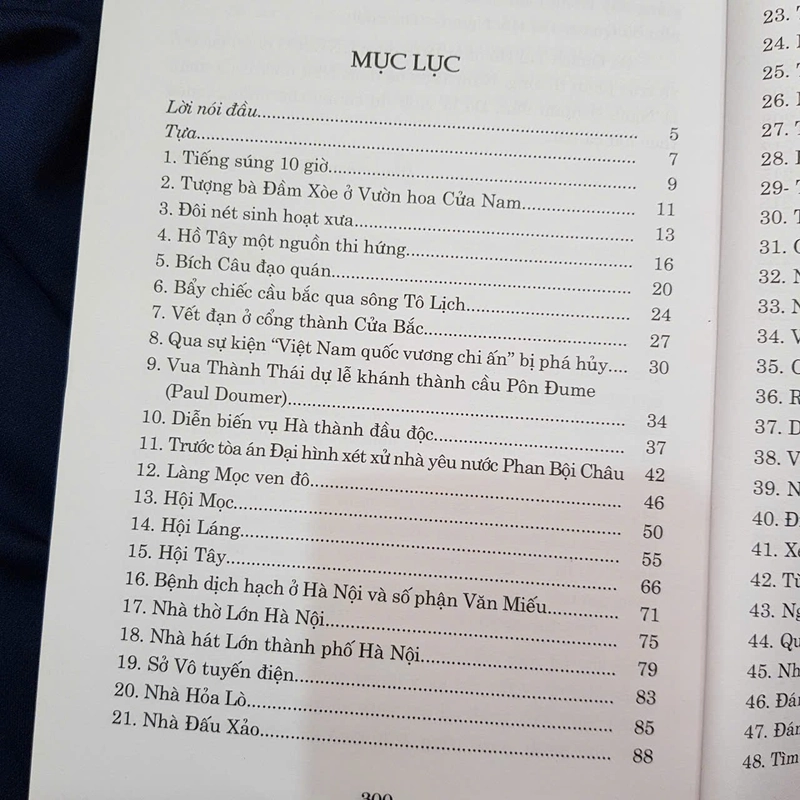 MỤC LỤC
Lời nói đầu........ 5
Tựa........ 7
1. Tiếng súng 10 giờ........ 9
2. Tượng bà Đầm Xòe ở Vườn hoa Cửa Nam........ 11
3. Đôi nét sinh hoạt xưa........ 13
4. Hồ Tây một nguồn thi hứng........ 16
5. Bích Câu đạo quán........ 20
6. Bẩy chiếc cầu bắc qua sông Tô Lịch........ 24
7. Vết đạn ở cổng thành Cửa Bắc........ 27
8. Qua sự kiện "Việt Nam quốc vương chi ấn" bị phá hủy.... 30
9. Vua Thành Thái dự lễ khánh thành cầu Pôn Đume
(Paul Doumer)........ 34
10. Diễn biến vụ Hà thành đầu độc........ 37
11. Trước tòa án Đại hình xét xử nhà yêu nước Phan Bội Châu 42
12. Làng Mọc ven đô........ 46
13. Hội Mọc........ 50
14. Hội Láng........ 55
15. Hội Tây........ 66
16. Bệnh dịch hạch ở Hà Nội và số phận Văn Miếu........ 71
17. Nhà thờ Lớn Hà Nội........ 75
18. Nhà hát Lớn thành phố Hà Nội........ 79
19. Sở Vô tuyến điện........ 83
20. Nhà Hỏa Lò........ 85
21. Nhà Đấu Xảo........ 88
300
23.
24.
25.
26.
27.
28.
29-
30.
31.
32.
33.
34.
35.
36.
37.
38.
39.
40.
41.
42.
43.
44.
45.
46.
47.
48. Tìm